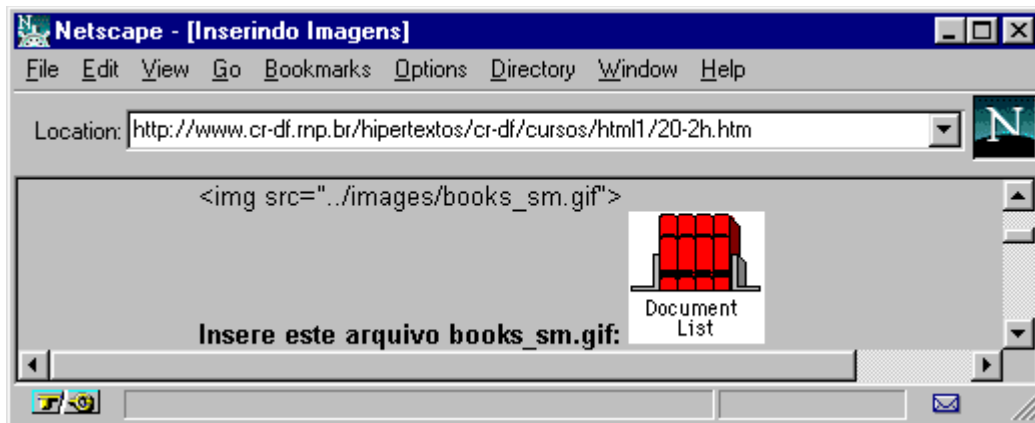 Netscape - [Inserindo Imagens]
File Edit View Go Bookmarks Options Directory Window Help
Location: http://www.cr-df.rnp.br/hipertextos/cr-df/cursos/html1/20-2h.htm
N
<img src="../images/books_sm.gif">
Document
List
Insere este arquivo books_sm.gif: